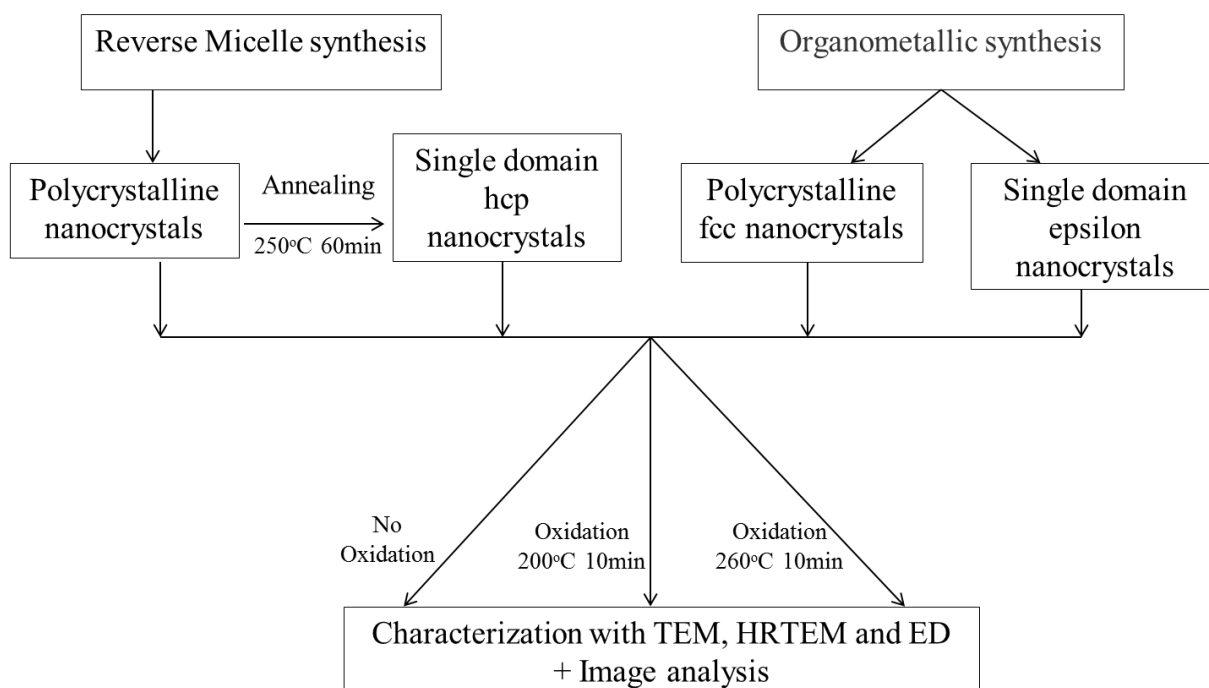 Reverse Micelle synthesis
Organometallic synthesis
Polycrystalline
nanocrystals
Annealing
250°C 60min
Single domain
hcp
nanocrystals
Polycrystalline
fcc nanocrystals
Single domain
epsilon
nanocrystals
No
Oxidation
Oxidation
200°C 10min
Oxidation
260°C 10min
Characterization with TEM, HRTEM and ED
+ Image analysis